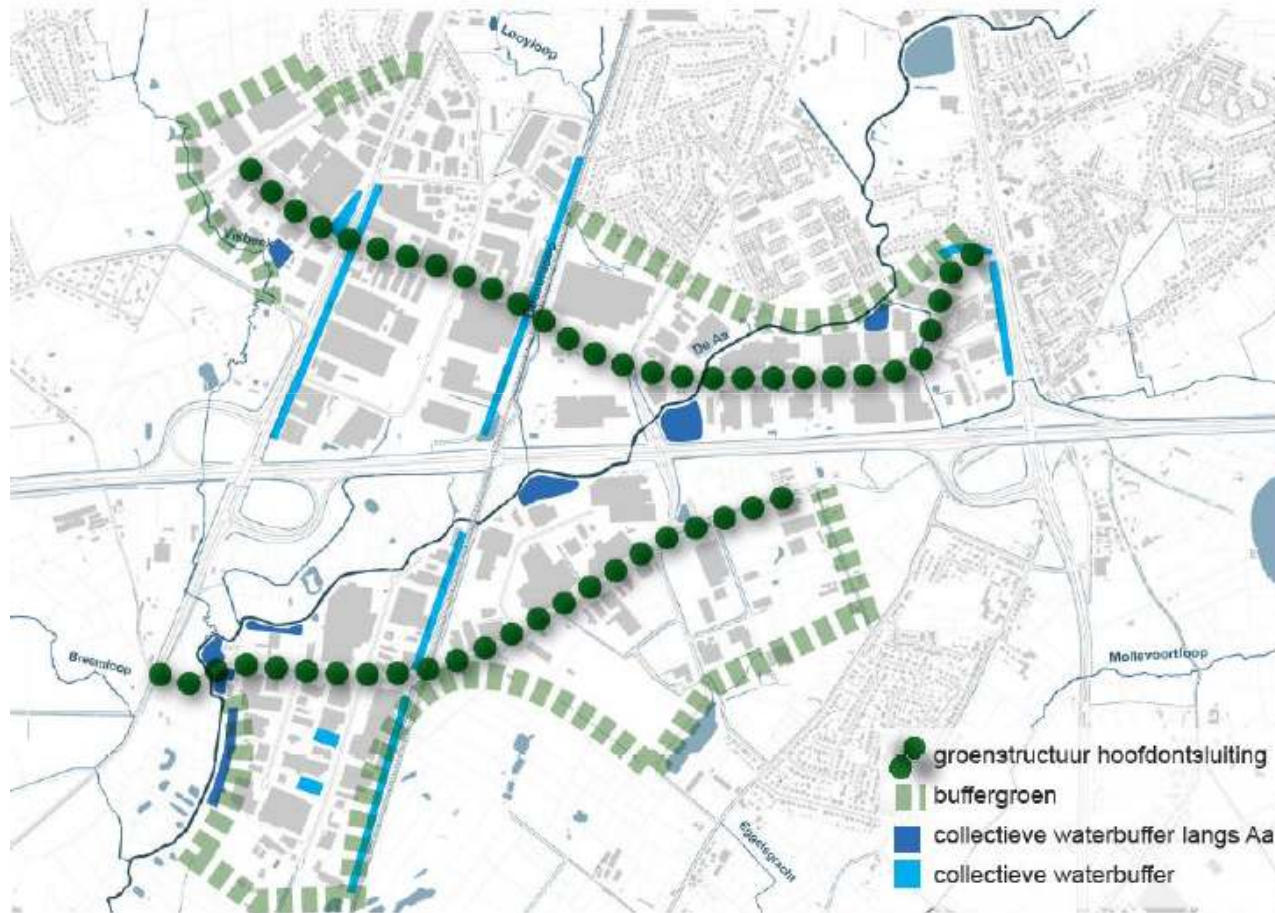 Looyloop
Visbeek
De Aa
Breemloop
Mollevoortloop
Eggelsgracht
groenstructuur hoofdontsluiting
buffergroen
collectieve waterbuffer langs Aa
collectieve waterbuffer